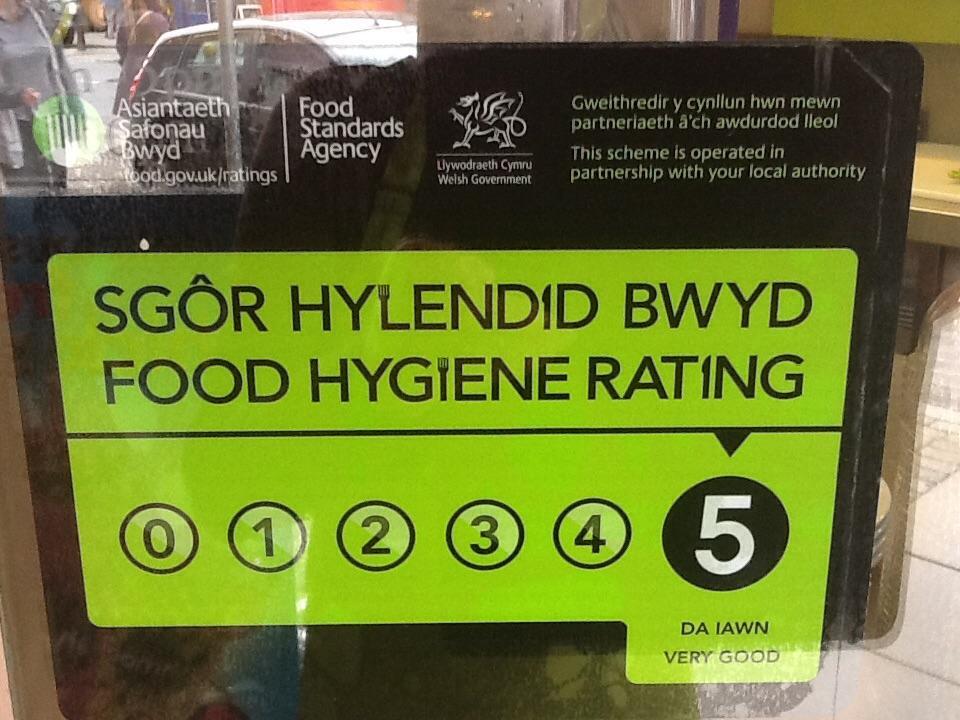 Asiantaeth
Safonau
Bwyd
food.gov.uk/ratings
Food
Standards
Agency
Llywodraeth Cymru
Welsh Government
Gweithredir y cynllun hwn mewn
partneriaeth â'ch awdurdod lleol
This scheme is operated in
partnership with your local authority
SGÔR HYLENDID BWYD
FOOD HYGIENE RATING
0 1 2 3 4 5
DA IAWN
VERY GOOD